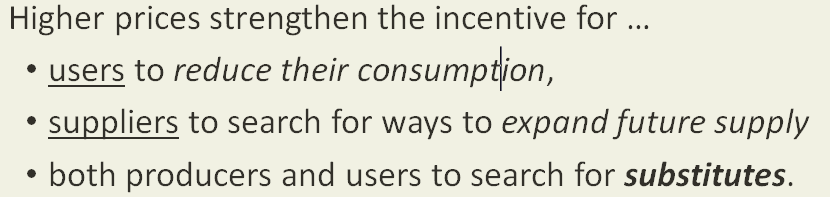 Higher prices strengthen the incentive for ...
• users to reduce their consumption,
• suppliers to search for ways to expand future supply
• both producers and users to search for substitutes.